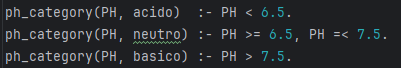 ph_category(PH, acido)  :- PH < 6.5.
ph_category(PH, neutro) :- PH >= 6.5, PH =< 7.5.
ph_category(PH, basico) :- PH > 7.5.